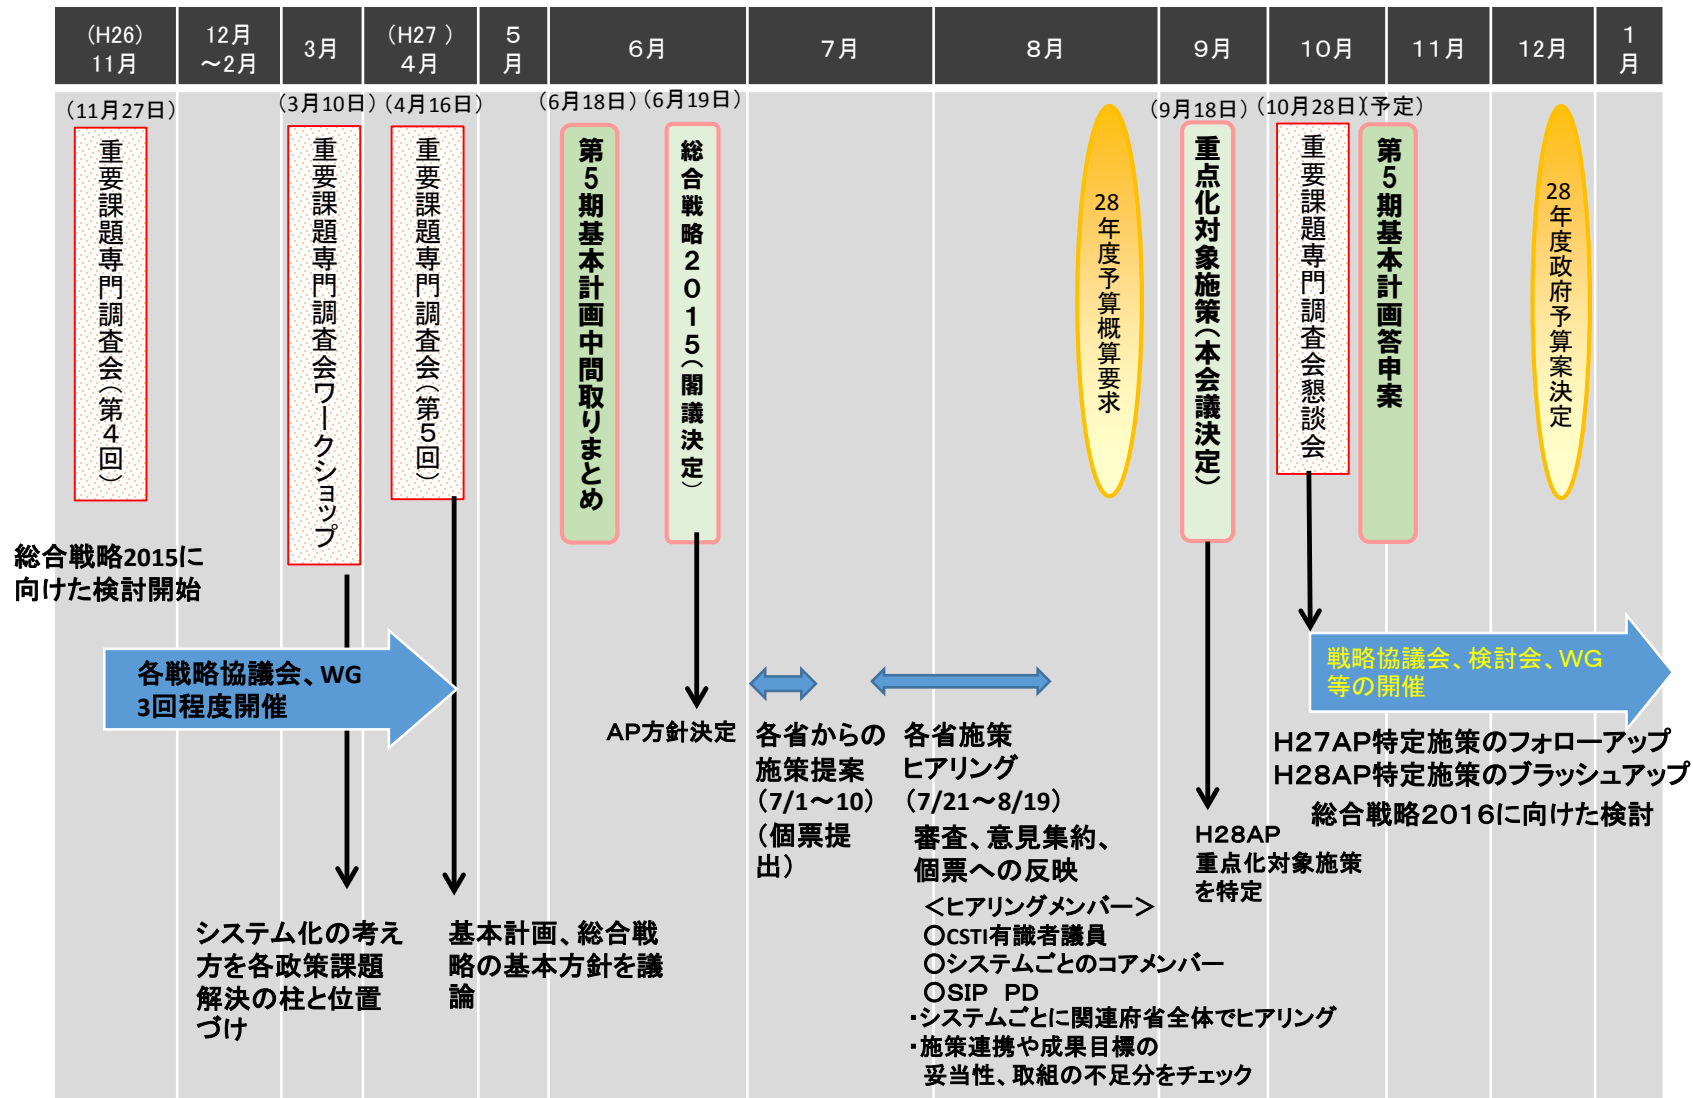 （H26）
11月
12月
～2月
3月
（H27 ）
4月
５
月
６月
７月
８月
９月
１０月
１１月
12月
１
月
（11月27日）
（3月10日）
（4月16日）
（6月18日）
（6月19日）
（9月18日）
（10月28日）
（予定）
重要課題専門調査会（第４回）
重要課題専門調査会ワークショップ
重要課題専門調査会（第５回）
第５期基本計画中間取りまとめ
総合戦略２０１５（閣議決定）
28年度予算概算要求
重点化対象施策（本会議決定）
重要課題専門調査会懇談会
第５期基本計画答申案
28年度政府予算案決定
総合戦略2015に
向けた検討開始
各戦略協議会、WG
3回程度開催
戦略協議会、検討会、WG
等の開催
AP方針決定
各省からの
施策提案
（7/1～10）
（個票提
出）
各省施策
ヒアリング
（7/21～8/19）
審査、意見集約、
個票への反映
＜ヒアリングメンバー＞
○CSTI有識者議員
○システムごとのコアメンバー
○SIP　PD
・システムごとに関連府省全体でヒアリング
・施策連携や成果目標の
妥当性、取組の不足分をチェック
H28AP
重点化対象施策
を特定
H27AP特定施策のフォローアップ
H28AP特定施策のブラッシュアップ
総合戦略２０１６に向けた検討
システム化の考え
方を各政策課題
解決の柱と位置
づけ
基本計画、総合戦
略の基本方針を議
論